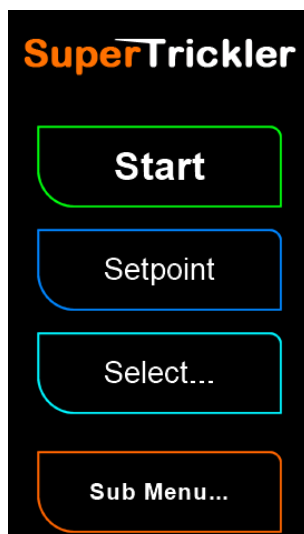 SuperTrickler
Start
Setpoint
Select...
Sub Menu...